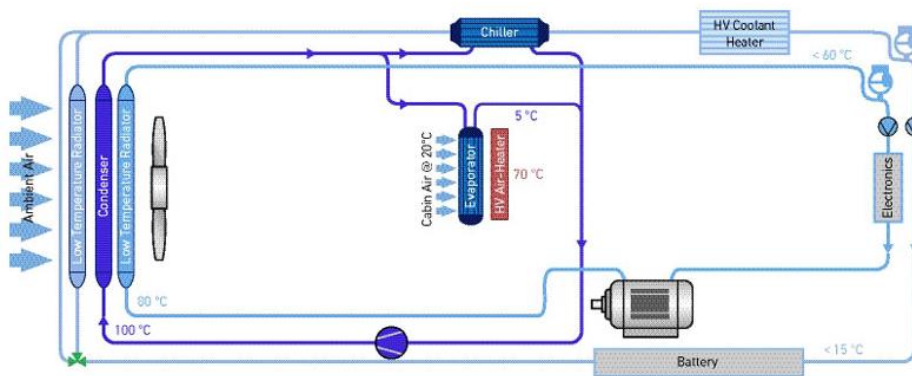 Chiller
HV Coolant
Heater
< 60 °C
Ambient Air
Low Temperature Radiator
Condenser
Low Temperature Radiator
5 °C
Cabin Air @ 20°C
Evaporator
HV Air-Heater
70 °C
Electronics
80 °C
100 °C
Battery
< 15 °C